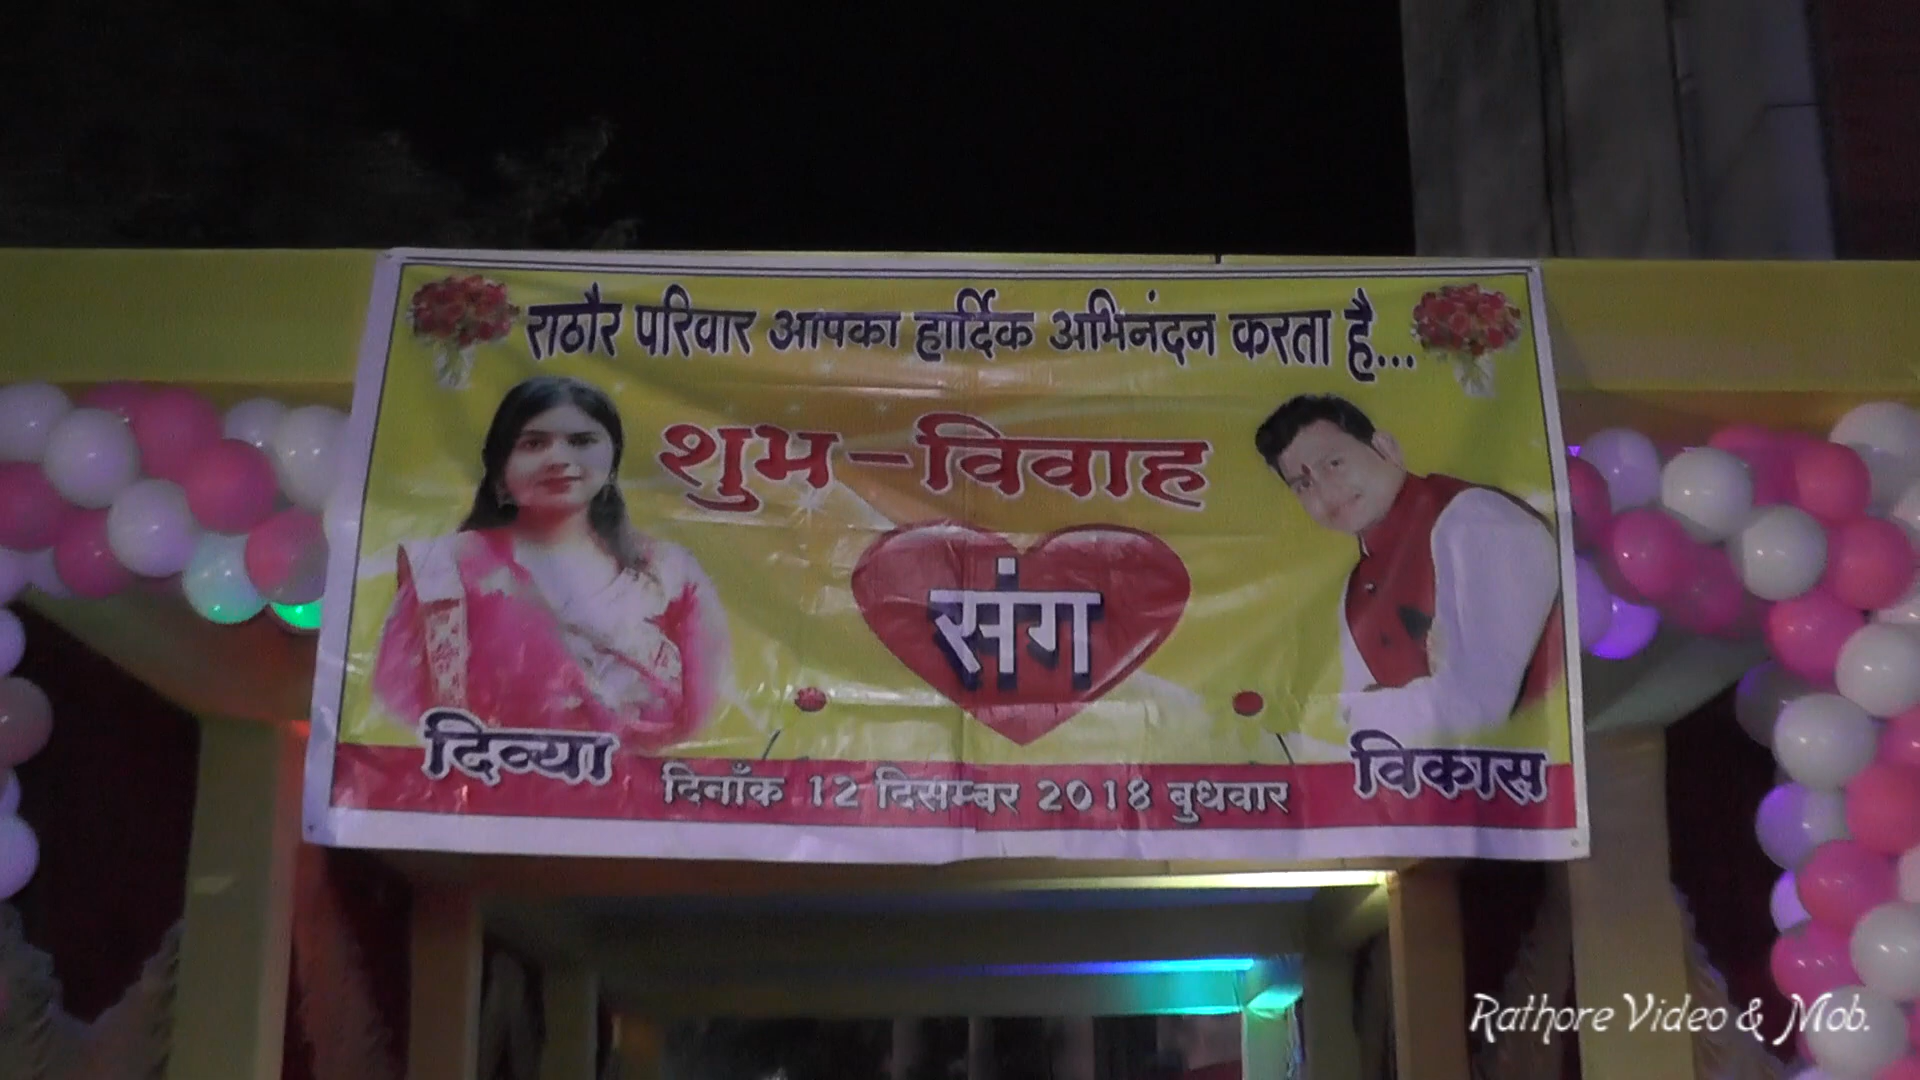 राठौर परिवार आपका हार्दिक अभिनंदन करता है...
शुभ-विवाह
संग
दिव्या
विकास
दिनाँक 12 दिसम्बर 2018 बुधवार
Rathore Video & Mob.